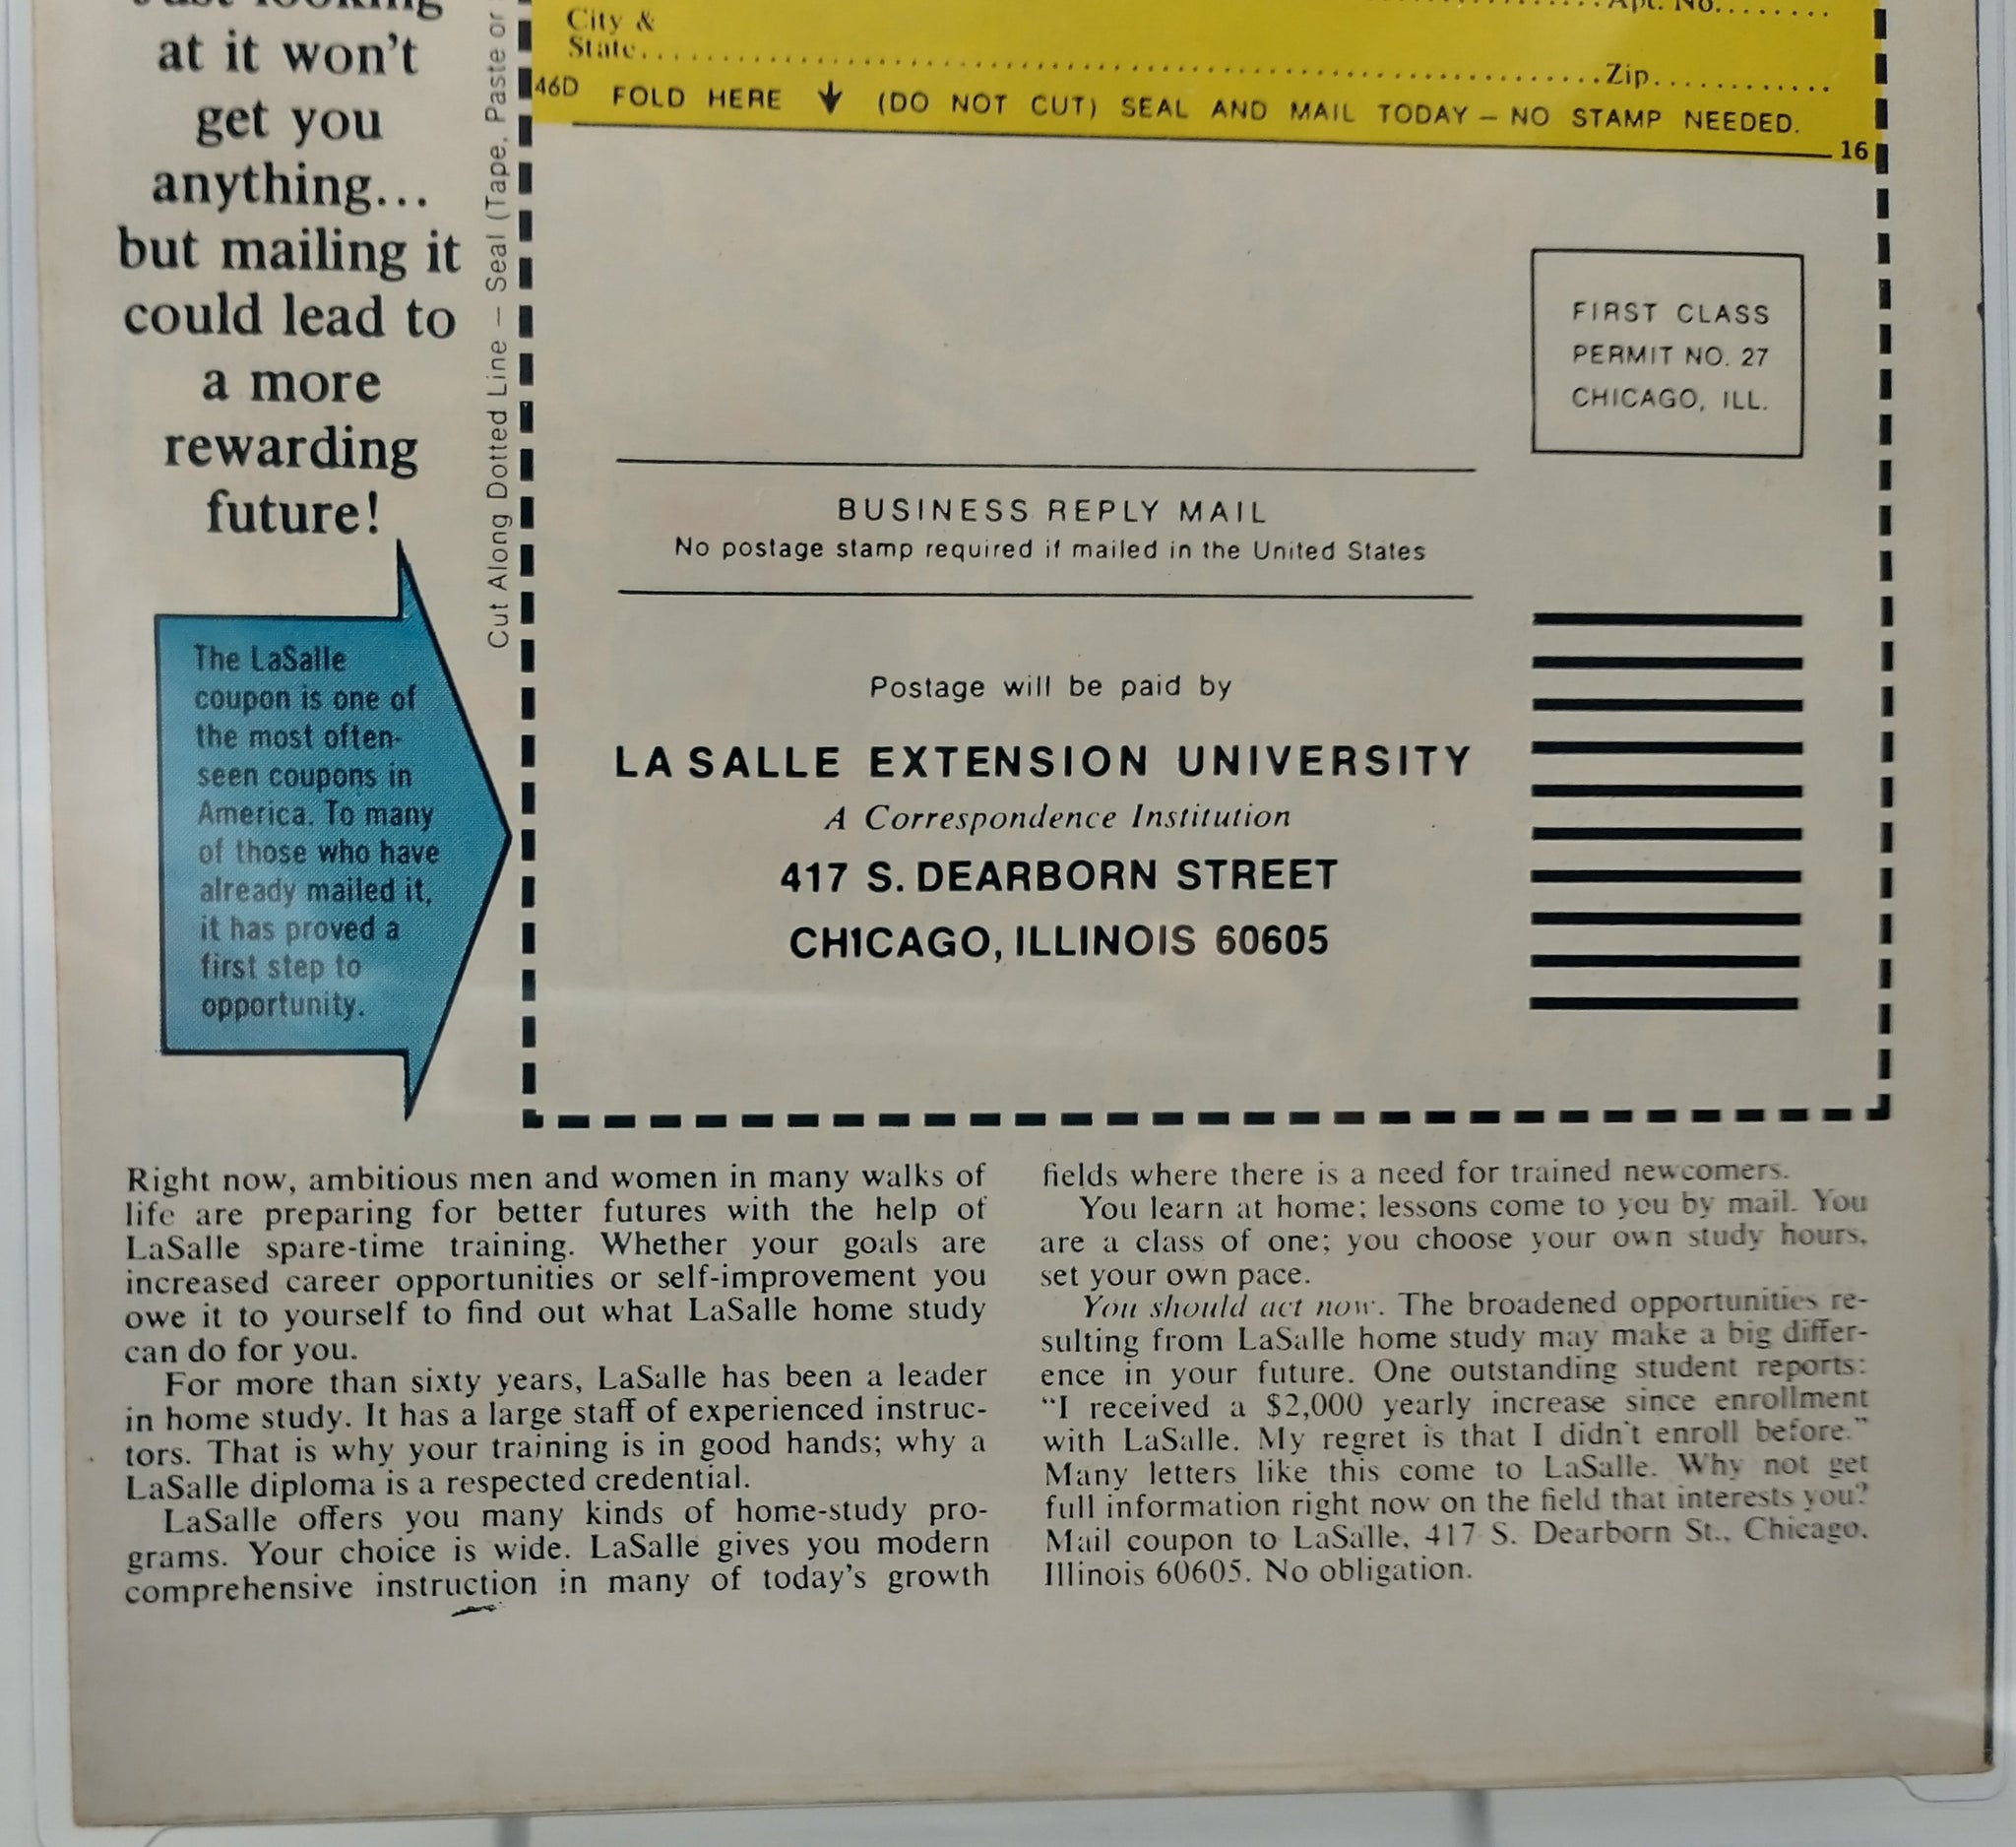 Just looking
at it won't
get you
anything...
but mailing it
could lead to
a more
rewarding
future!
Cut Along Dotted Line — Seal (Tape, Paste or
The LaSalle
coupon is one of
the most often-
seen coupons in
America. To many
of those who have
already mailed it,
it has proved a
first step to
opportunity.
Apt. No........
City &
State..............................Zip.............
46D FOLD HERE ↓ (DO NOT CUT) SEAL AND MAIL TODAY — NO STAMP NEEDED.
16
FIRST CLASS
PERMIT NO. 27
CHICAGO, ILL.
BUSINESS REPLY MAIL
No postage stamp required if mailed in the United States
Postage will be paid by
LA SALLE EXTENSION UNIVERSITY
A Correspondence Institution
417 S. DEARBORN STREET
CHICAGO, ILLINOIS 60605
Right now, ambitious men and women in many walks of
life are preparing for better futures with the help of
LaSalle spare-time training. Whether your goals are
increased career opportunities or self-improvement you
owe it to yourself to find out what LaSalle home study
can do for you.
For more than sixty years, LaSalle has been a leader
in home study. It has a large staff of experienced instruc-
tors. That is why your training is in good hands; why a
LaSalle diploma is a respected credential.
LaSalle offers you many kinds of home-study pro-
grams. Your choice is wide. LaSalle gives you modern
comprehensive instruction in many of today's growth
fields where there is a need for trained newcomers.
You learn at home; lessons come to you by mail. You
are a class of one; you choose your own study hours,
set your own pace.
You should act now. The broadened opportunities re-
sulting from LaSalle home study may make a big differ-
ence in your future. One outstanding student reports:
"I received a $2,000 yearly increase since enrollment
with LaSalle. My regret is that I didn't enroll before."
Many letters like this come to LaSalle. Why not get
full information right now on the field that interests you?
Mail coupon to LaSalle, 417 S. Dearborn St., Chicago,
Illinois 60605. No obligation.